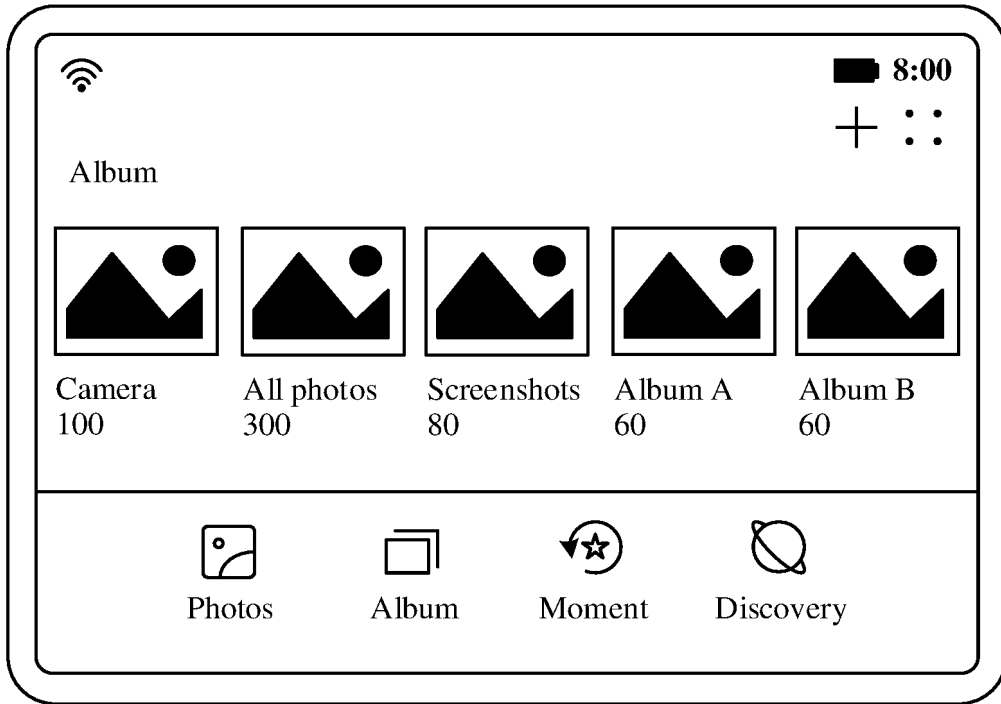 8:00
Album
Camera
100
All photos
300
Screenshots
80
Album A
60
Album B
60
Photos
Album
Moment
Discovery